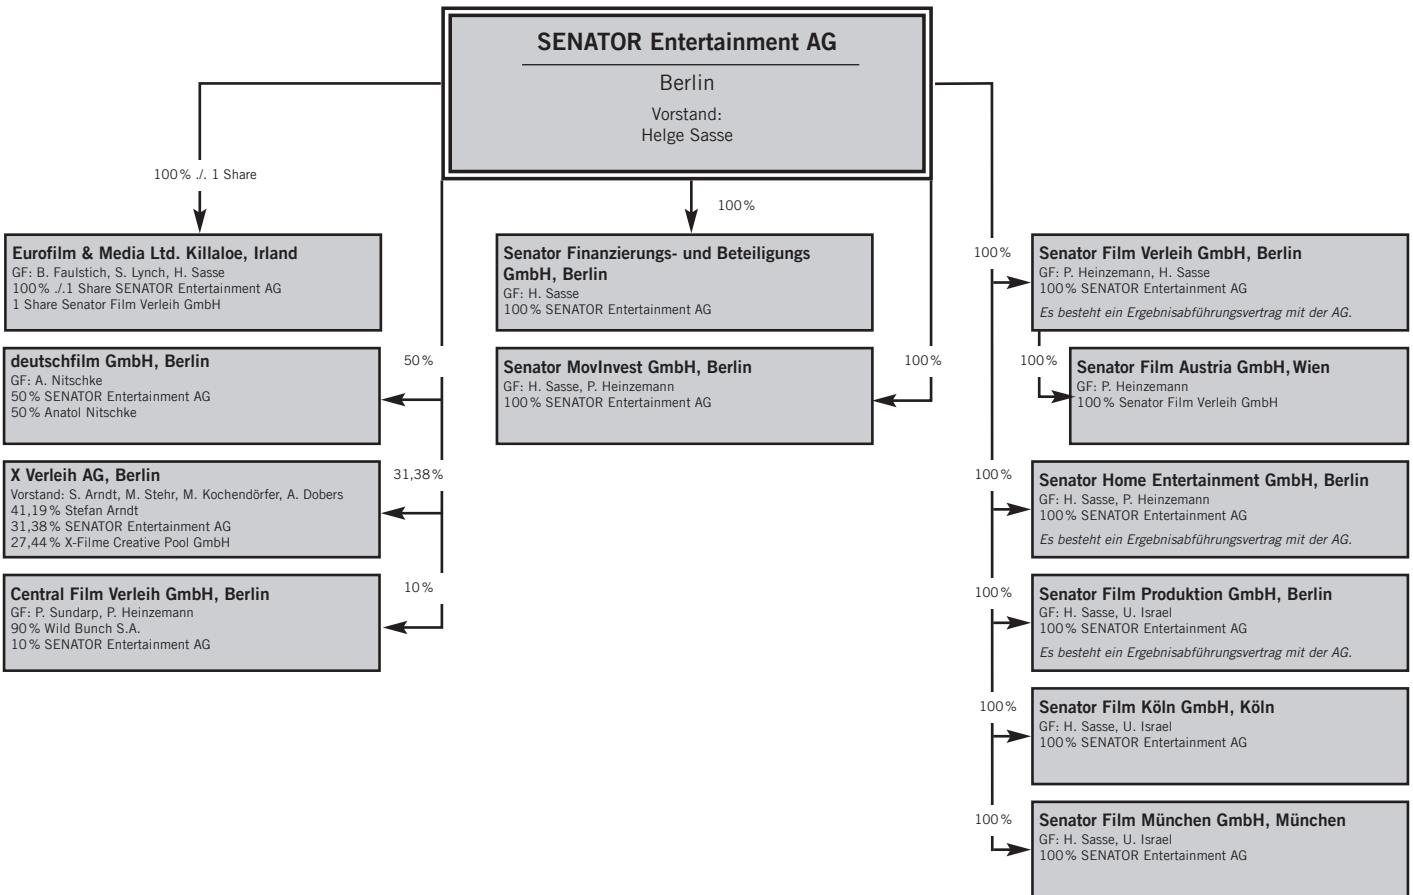 SENATOR Entertainment AG
Berlin
Vorstand:
Helge Sasse
100% ./. 1 Share
100%
Eurofilm & Media Ltd. Killaloe, Irland
GF: B. Faulstich, S. Lynch, H. Sasse
100% ./.1 Share SENATOR Entertainment AG
1 Share Senator Film Verleih GmbH
50%
deutschfilm GmbH, Berlin
GF: A. Nitschke
50% SENATOR Entertainment AG
50% Anatol Nitschke
31,38%
X Verleih AG, Berlin
Vorstand: S. Arndt, M. Stehr, M. Kochendörfer, A. Dobers
41,19% Stefan Arndt
31,38% SENATOR Entertainment AG
27,44% X-Filme Creative Pool GmbH
10%
Central Film Verleih GmbH, Berlin
GF: P. Sundarp, P. Heinzemann
90% Wild Bunch S.A.
10% SENATOR Entertainment AG
Senator Finanzierungs- und Beteiligungs
GmbH, Berlin
GF: H. Sasse
100% SENATOR Entertainment AG
100%
Senator MovInvest GmbH, Berlin
GF: H. Sasse, P. Heinzemann
100% SENATOR Entertainment AG
100%
Senator Film Verleih GmbH, Berlin
GF: P. Heinzemann, H. Sasse
100% SENATOR Entertainment AG
Es besteht ein Ergebnisabführungsvertrag mit der AG.
100%
Senator Film Austria GmbH, Wien
GF: P. Heinzemann
100% Senator Film Verleih GmbH
100%
Senator Home Entertainment GmbH, Berlin
GF: H. Sasse, P. Heinzemann
100% SENATOR Entertainment AG
Es besteht ein Ergebnisabführungsvertrag mit der AG.
100%
Senator Film Produktion GmbH, Berlin
GF: H. Sasse, U. Israel
100% SENATOR Entertainment AG
Es besteht ein Ergebnisabführungsvertrag mit der AG.
100%
Senator Film Köln GmbH, Köln
GF: H. Sasse, U. Israel
100% SENATOR Entertainment AG
100%
Senator Film München GmbH, München
GF: H. Sasse, U. Israel
100% SENATOR Entertainment AG